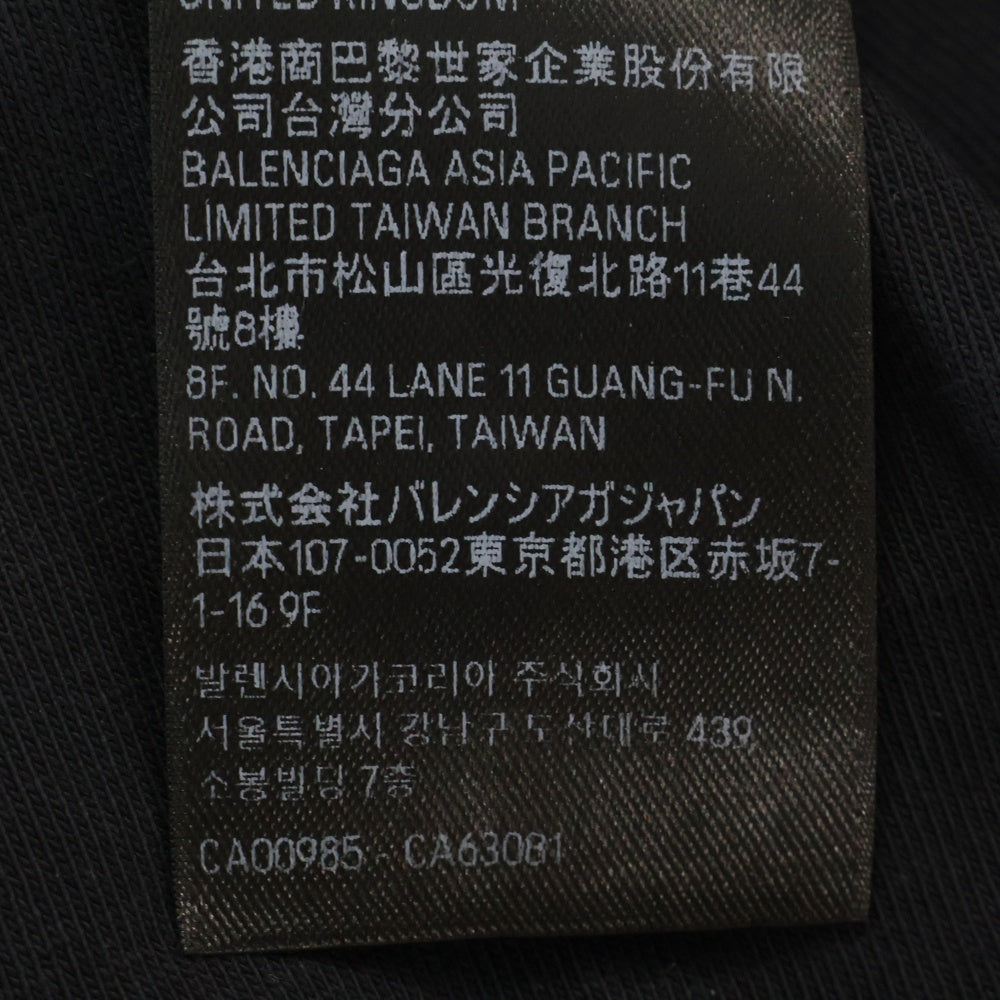 UNITED KINGDOM
香港商巴黎世家企業股份有限
公司台灣分公司
BALENCIAGA ASIA PACIFIC
LIMITED TAIWAN BRANCH
台北市松山區光復北路11巷44
號8樓
8F. NO. 44 LANE 11 GUANG-FU N.
ROAD, TAPEI, TAIWAN
株式会社バレンシアガジャパン
日本107-0052東京都港区赤坂7-
1-16 9F
발렌시아가코리아 주식회사
서울특별시 강남구 도산대로 439,
소봉빌딩 7층
CA00985 - CA63081